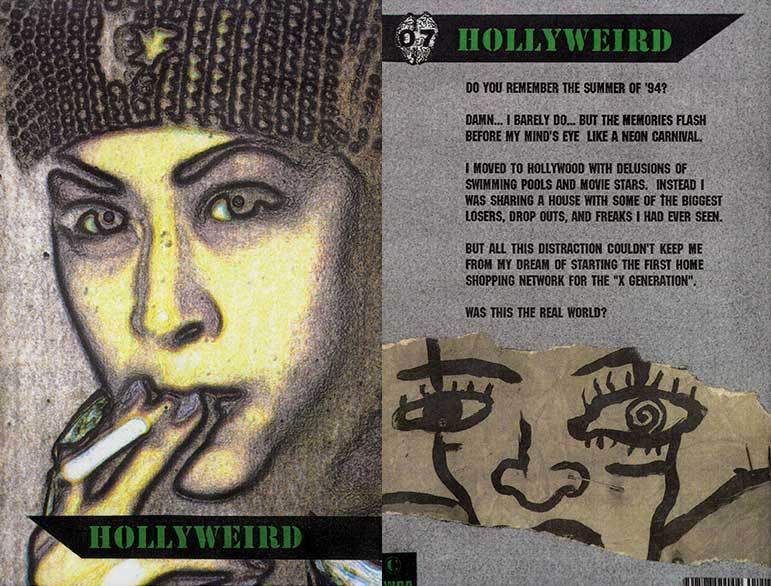 HOLLYWEIRD
07 HOLLYWEIRD
DO YOU REMEMBER THE SUMMER OF '94?
DAMN... I BARELY DO... BUT THE MEMORIES FLASH
BEFORE MY MIND'S EYE LIKE A NEON CARNIVAL.
I MOVED TO HOLLYWOOD WITH DELUSIONS OF
SWIMMING POOLS AND MOVIE STARS. INSTEAD I
WAS SHARING A HOUSE WITH SOME OF THE BIGGEST
LOSERS, DROP OUTS, AND FREAKS I HAD EVER SEEN.
BUT ALL THIS DISTRACTION COULDN'T KEEP ME
FROM MY DREAM OF STARTING THE FIRST HOME
SHOPPING NETWORK FOR THE "X GENERATION".
WAS THIS THE REAL WORLD?